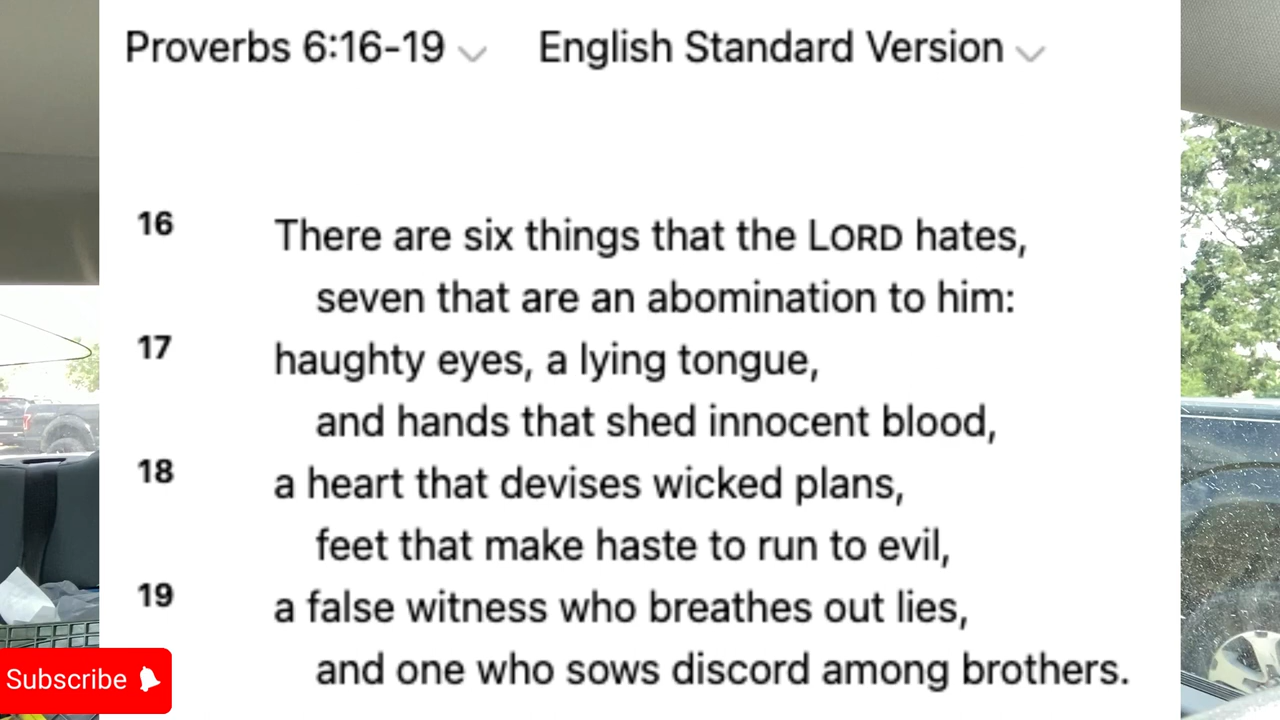 Proverbs 6:16-19 English Standard Version
16 There are six things that the LORD hates,
seven that are an abomination to him:
17 haughty eyes, a lying tongue,
and hands that shed innocent blood,
18 a heart that devises wicked plans,
feet that make haste to run to evil,
19 a false witness who breathes out lies,
and one who sows discord among brothers.
Subscribe